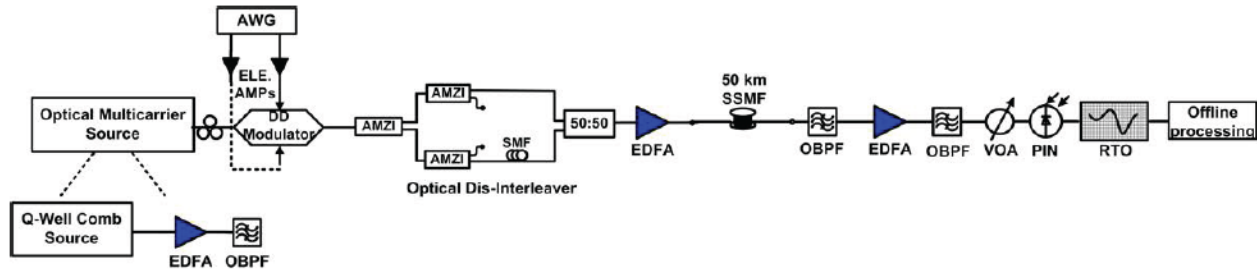 AWG
ELE.
AMPs
Optical Multicarrier
Source
DD
Modulator
AMZI
AMZI
AMZI
SMF
Optical Dis-Interleaver
50:50
EDFA
50 km
SSMF
OBPF
EDFA
OBPF
VOA
PIN
RTO
Offline
processing
Q-Well Comb
Source
EDFA
OBPF